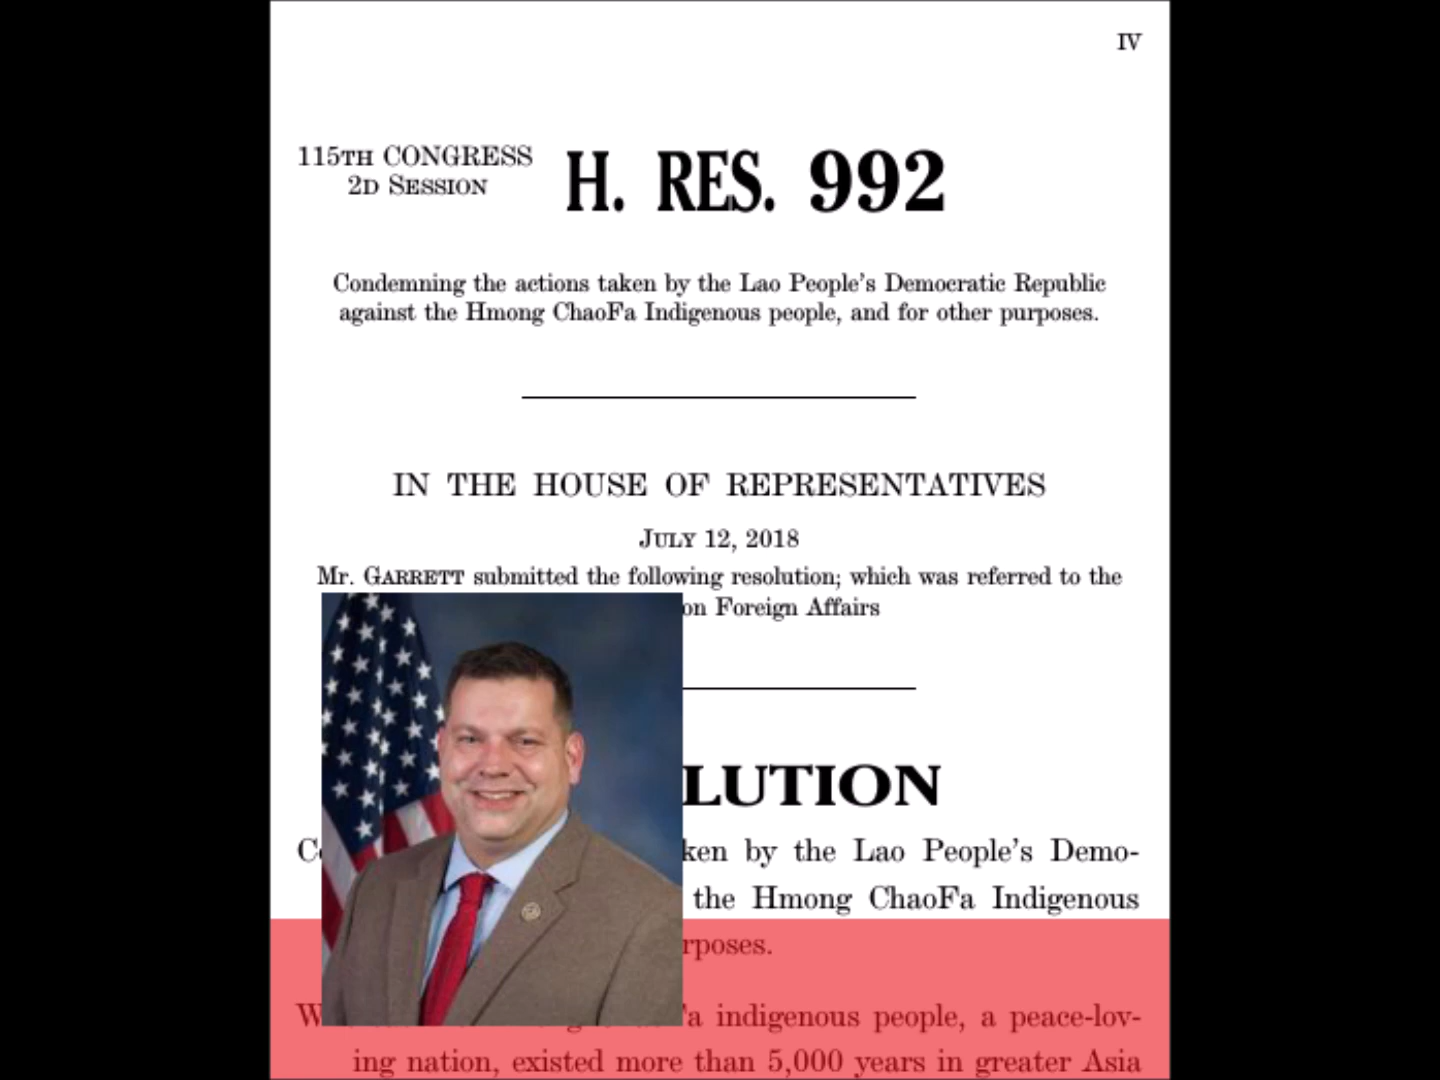 IV
115TH CONGRESS
2D SESSION
H. RES. 992
Condemning the actions taken by the Lao People's Democratic Republic
against the Hmong ChaoFa Indigenous people, and for other purposes.
IN THE HOUSE OF REPRESENTATIVES
JULY 12, 2018
Mr. GARRETT submitted the following resolution; which was referred to the
on Foreign Affairs
LUTION
ken by the Lao People's Demo-
the Hmong ChaoFa Indigenous
rposes.
indigenous people, a peace-lov-
ing nation, existed more than 5,000 years in greater Asia